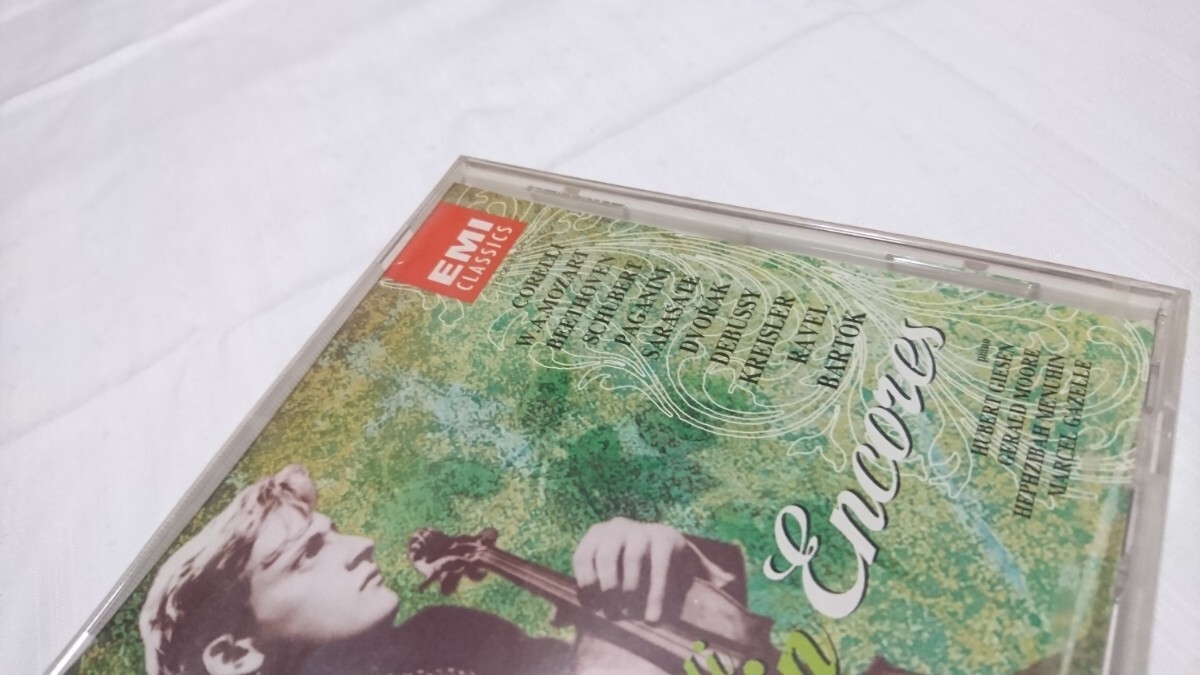 EMI
CLASSICS
CORELLI
W.A.MOZART
BEETHOVEN
SCHUBERT
PAGANINI
SARASATE
DVOŘÁK
DEBUSSY
KREISLER
RAVEL
BARTÓK
Encores
piano
HUBERT GIESEN
GERALD MOORE
HEPHZIBAH MENUHIN
MARCEL GAZELLE